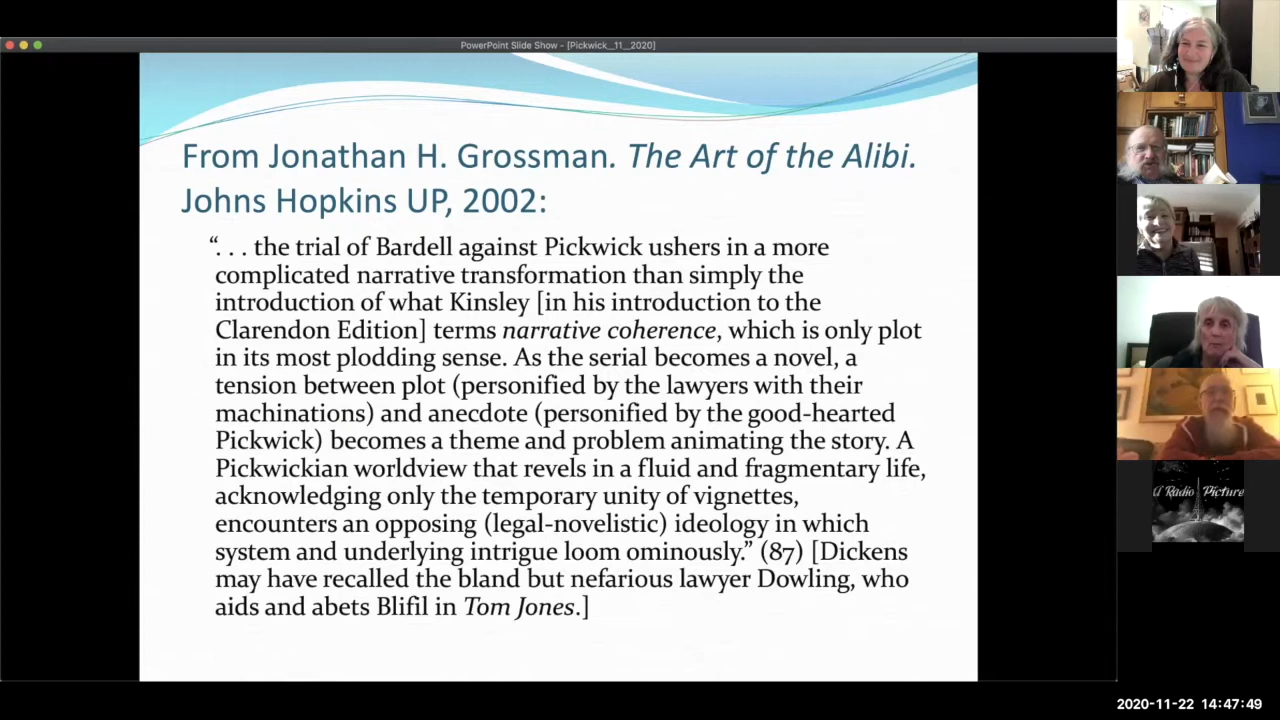 PowerPoint Slide Show - [Pickwick__11__2020]
From Jonathan H. Grossman. The Art of the Alibi.
Johns Hopkins UP, 2002:
“. . . the trial of Bardell against Pickwick ushers in a more
complicated narrative transformation than simply the
introduction of what Kinsley [in his introduction to the
Clarendon Edition] terms narrative coherence, which is only plot
in its most plodding sense. As the serial becomes a novel, a
tension between plot (personified by the lawyers with their
machinations) and anecdote (personified by the good-hearted
Pickwick) becomes a theme and problem animating the story. A
Pickwickian worldview that revels in a fluid and fragmentary life,
acknowledging only the temporary unity of vignettes,
encounters an opposing (legal-novelistic) ideology in which
system and underlying intrigue loom ominously.” (87) [Dickens
may have recalled the bland but nefarious lawyer Dowling, who
aids and abets Blifil in Tom Jones.]
A Radio Picture
2020-11-22 14:47:49